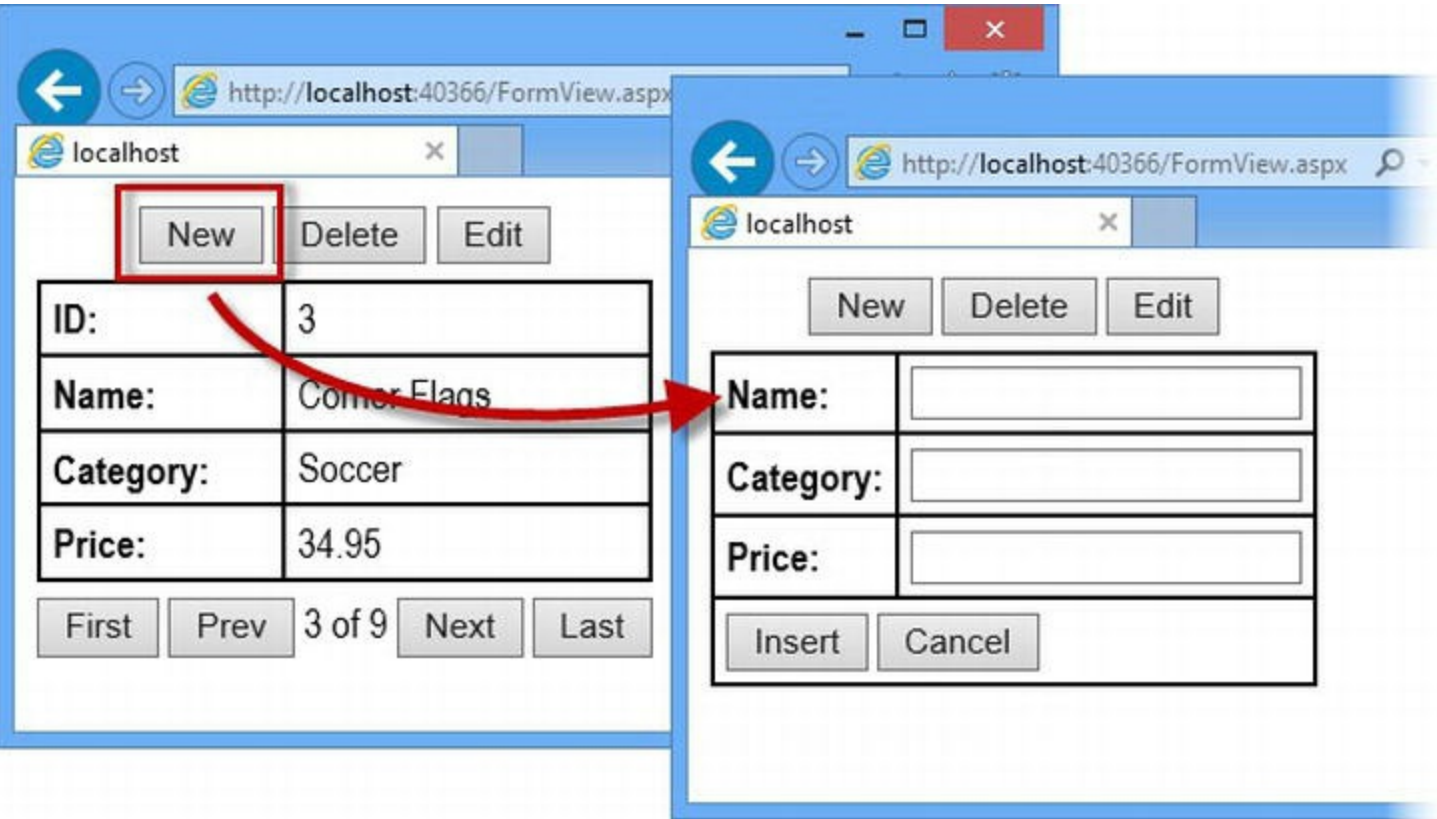 http://localhost:40366/FormView.aspx
localhost
New Delete Edit
ID: 3
Name: Corner Flags
Category: Soccer
Price: 34.95
First Prev 3 of 9 Next Last
http://localhost:40366/FormView.aspx
localhost
New Delete Edit
Name:
Category:
Price:
Insert Cancel